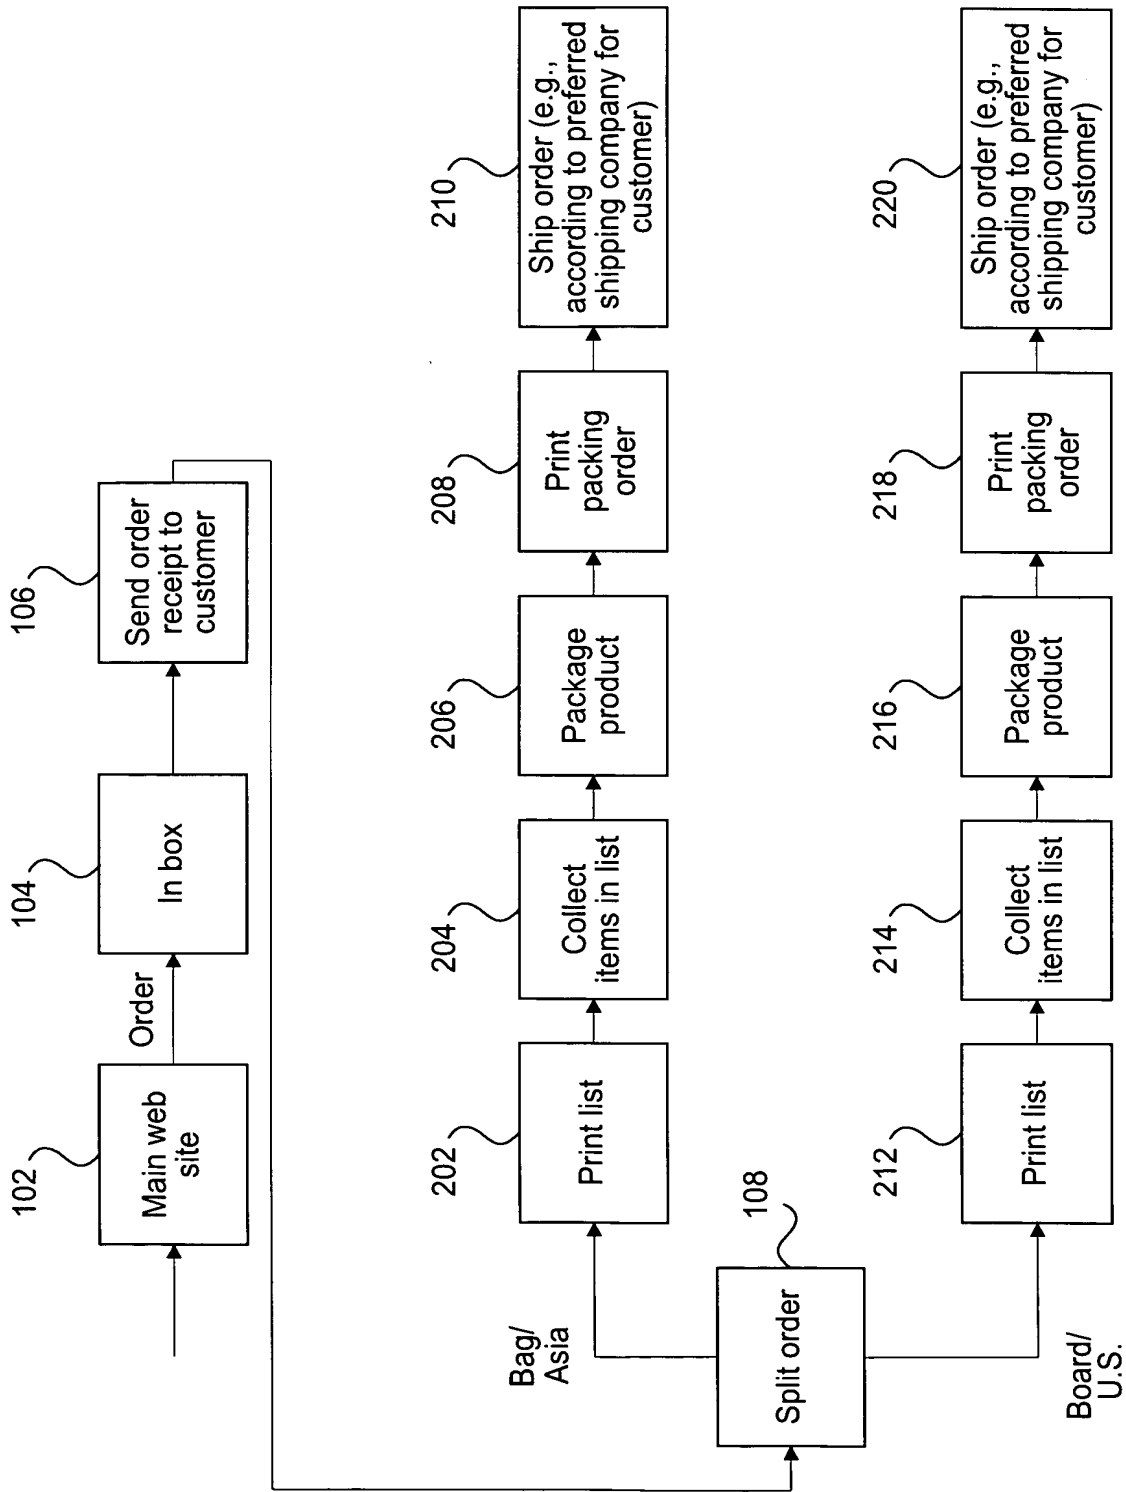 102
Main web
site
Order
104
In box
106
Send order
receipt to
customer
108
Split order
Bag/
Asia
202
Print list
204
Collect
items in list
206
Package
product
208
Print
packing
order
210
Ship order (e.g.,
according to preferred
shipping company for
customer)
Board/
U.S.
212
Print list
214
Collect
items in list
216
Package
product
218
Print
packing
order
220
Ship order (e.g.,
according to preferred
shipping company for
customer)